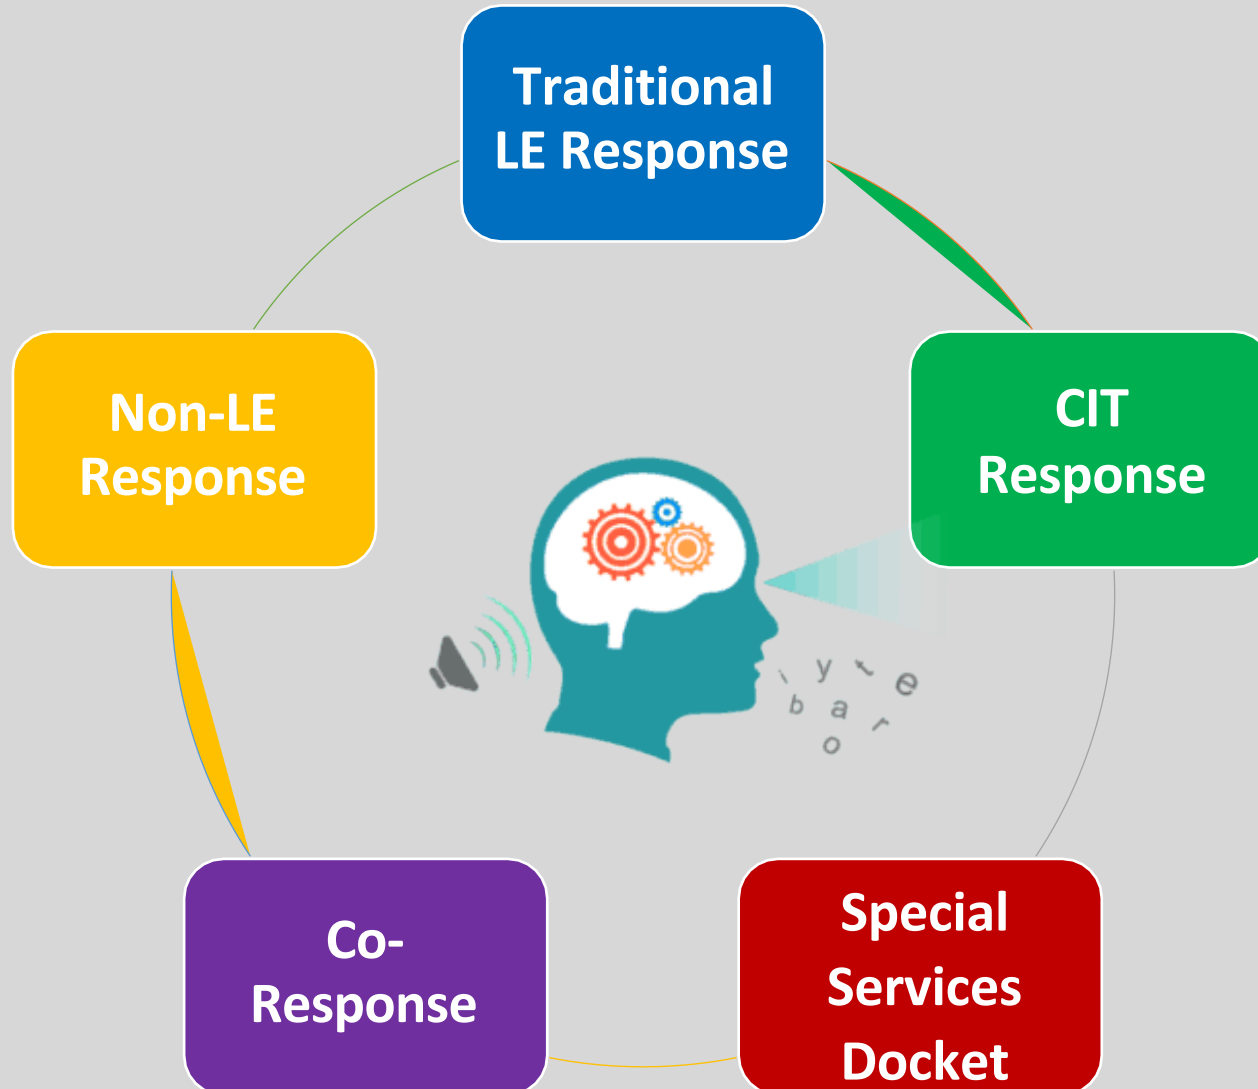 Traditional
LE Response
Non-LE
Response
CIT
Response
y t e
b a r
o
Co-
Response
Special
Services
Docket